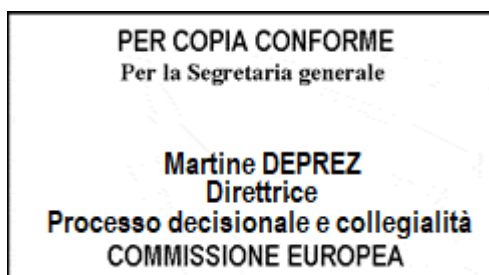 PER COPIA CONFORME
Per la Segretaria generale
Martine DEPREZ
Direttrice
Processo decisionale e collegialità
COMMISSIONE EUROPEA